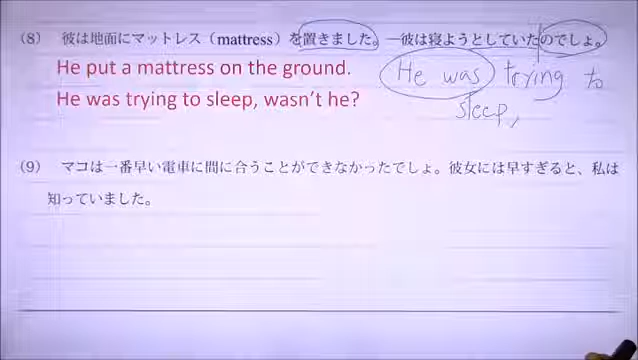 (8) 彼は地面にマットレス（mattress）を置きました。―彼は寝ようとしていたのでしょ。
He put a mattress on the ground.
He was trying to sleep, wasn't he?
He was trying to
sleep,
(9) マコは一番早い電車に間に合うことができなかったでしょ。彼女には早すぎると、私は
知っていました。